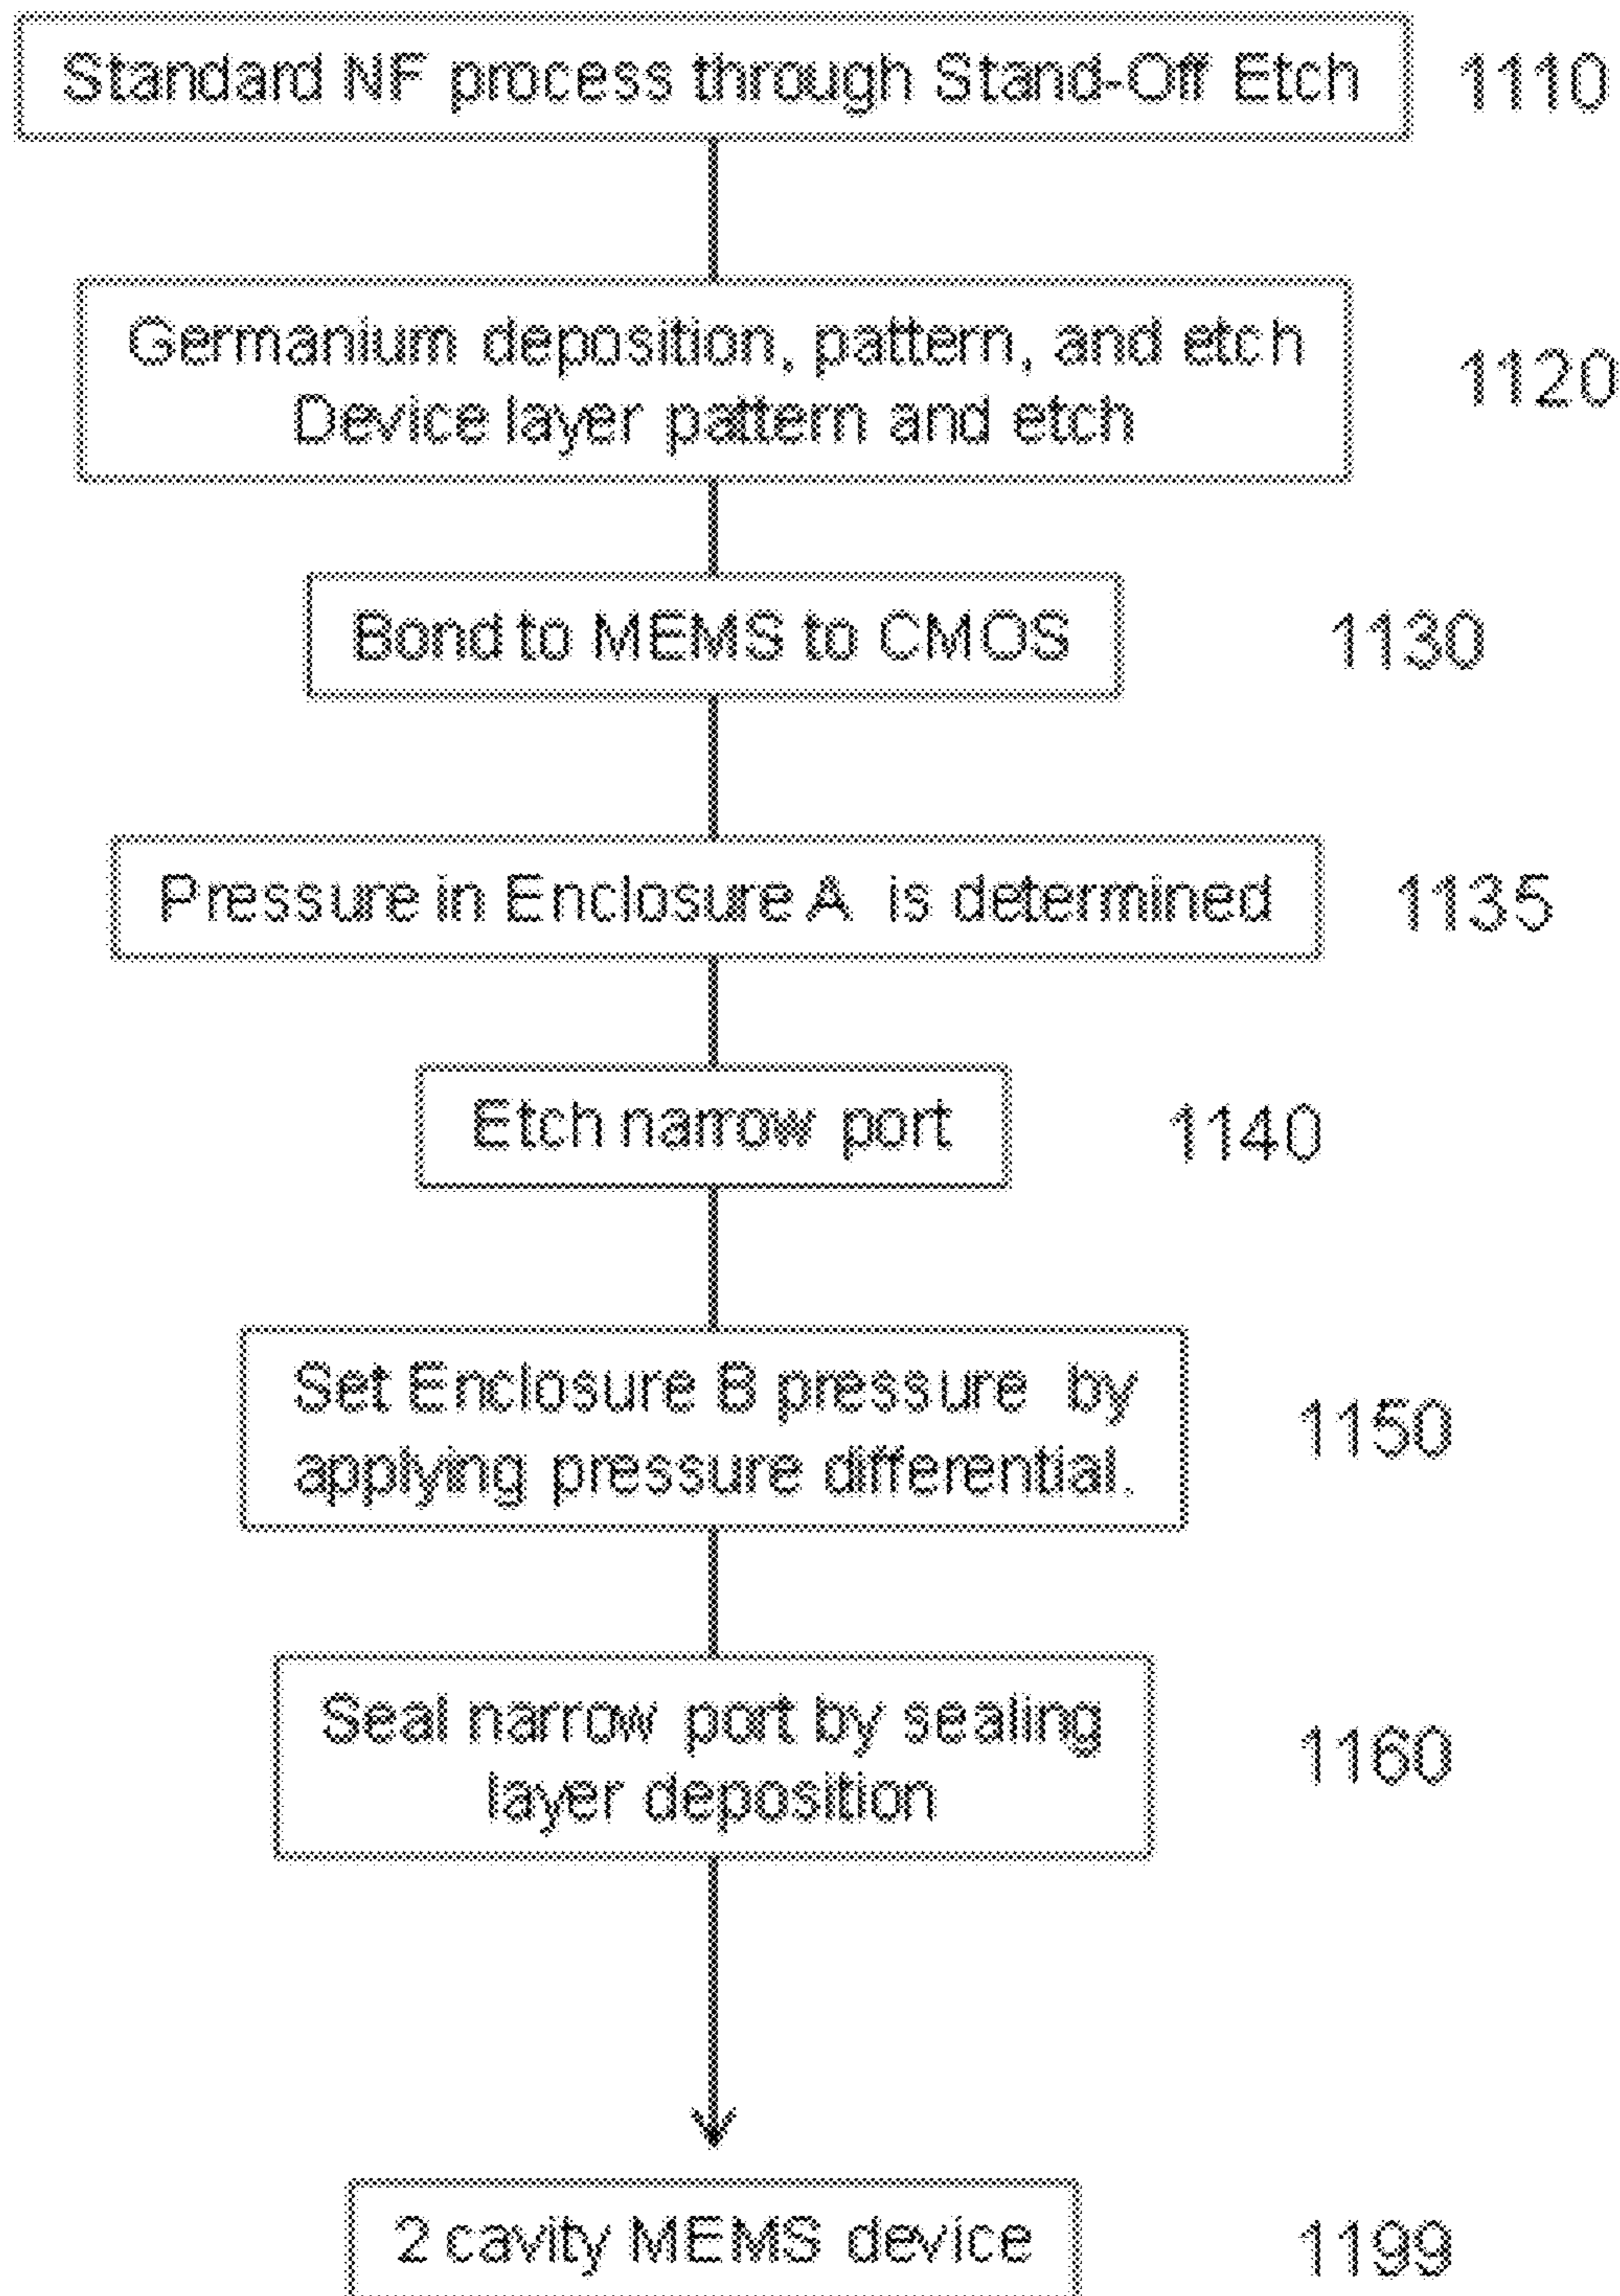 Standard NF process through Stand-Off Etch 1110
Germanium deposition, pattern, and etch
Device layer pattern and etch
1120
Bond to MEMS to CMOS 1130
Pressure in Enclosure A is determined 1135
Etch narrow port 1140
Set Enclosure B pressure by
applying pressure differential.
1150
Seal narrow port by sealing
layer deposition
1160
2 cavity MEMS device 1199